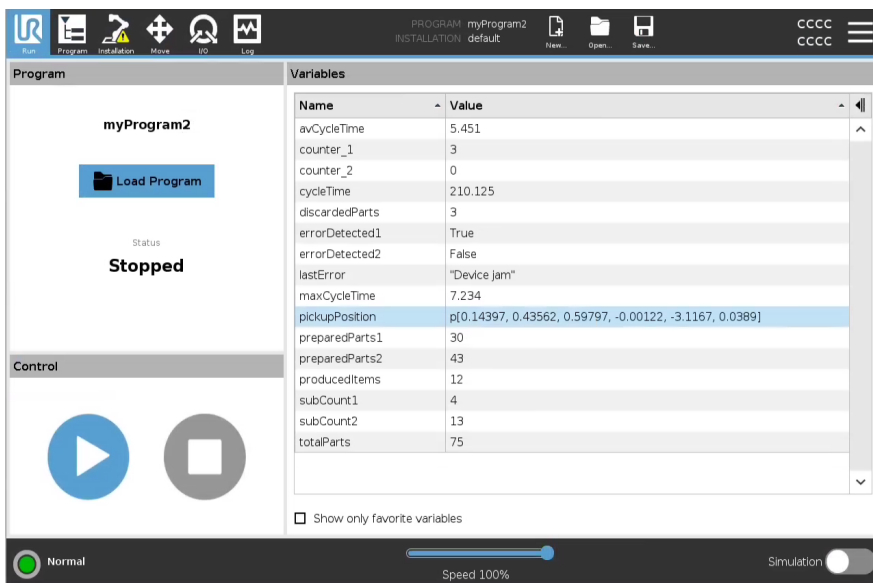 PROGRAM myProgram2
INSTALLATION default
CCCC
CCCC
UR
Run
Program
Installation
Move
I/O
Log
New...
Open...
Save...
Program
myProgram2
Load Program
Status
Stopped
Control
Variables
Name Value
avCycleTime 5.451
counter_1 3
counter_2 0
cycleTime 210.125
discardedParts 3
errorDetected1 True
errorDetected2 False
lastError "Device jam"
maxCycleTime 7.234
pickupPosition p[0.14397, 0.43562, 0.59797, -0.00122, -3.1167, 0.0389]
preparedParts1 30
preparedParts2 43
producedItems 12
subCount1 4
subCount2 13
totalParts 75
Show only favorite variables
Normal
Speed 100%
Simulation